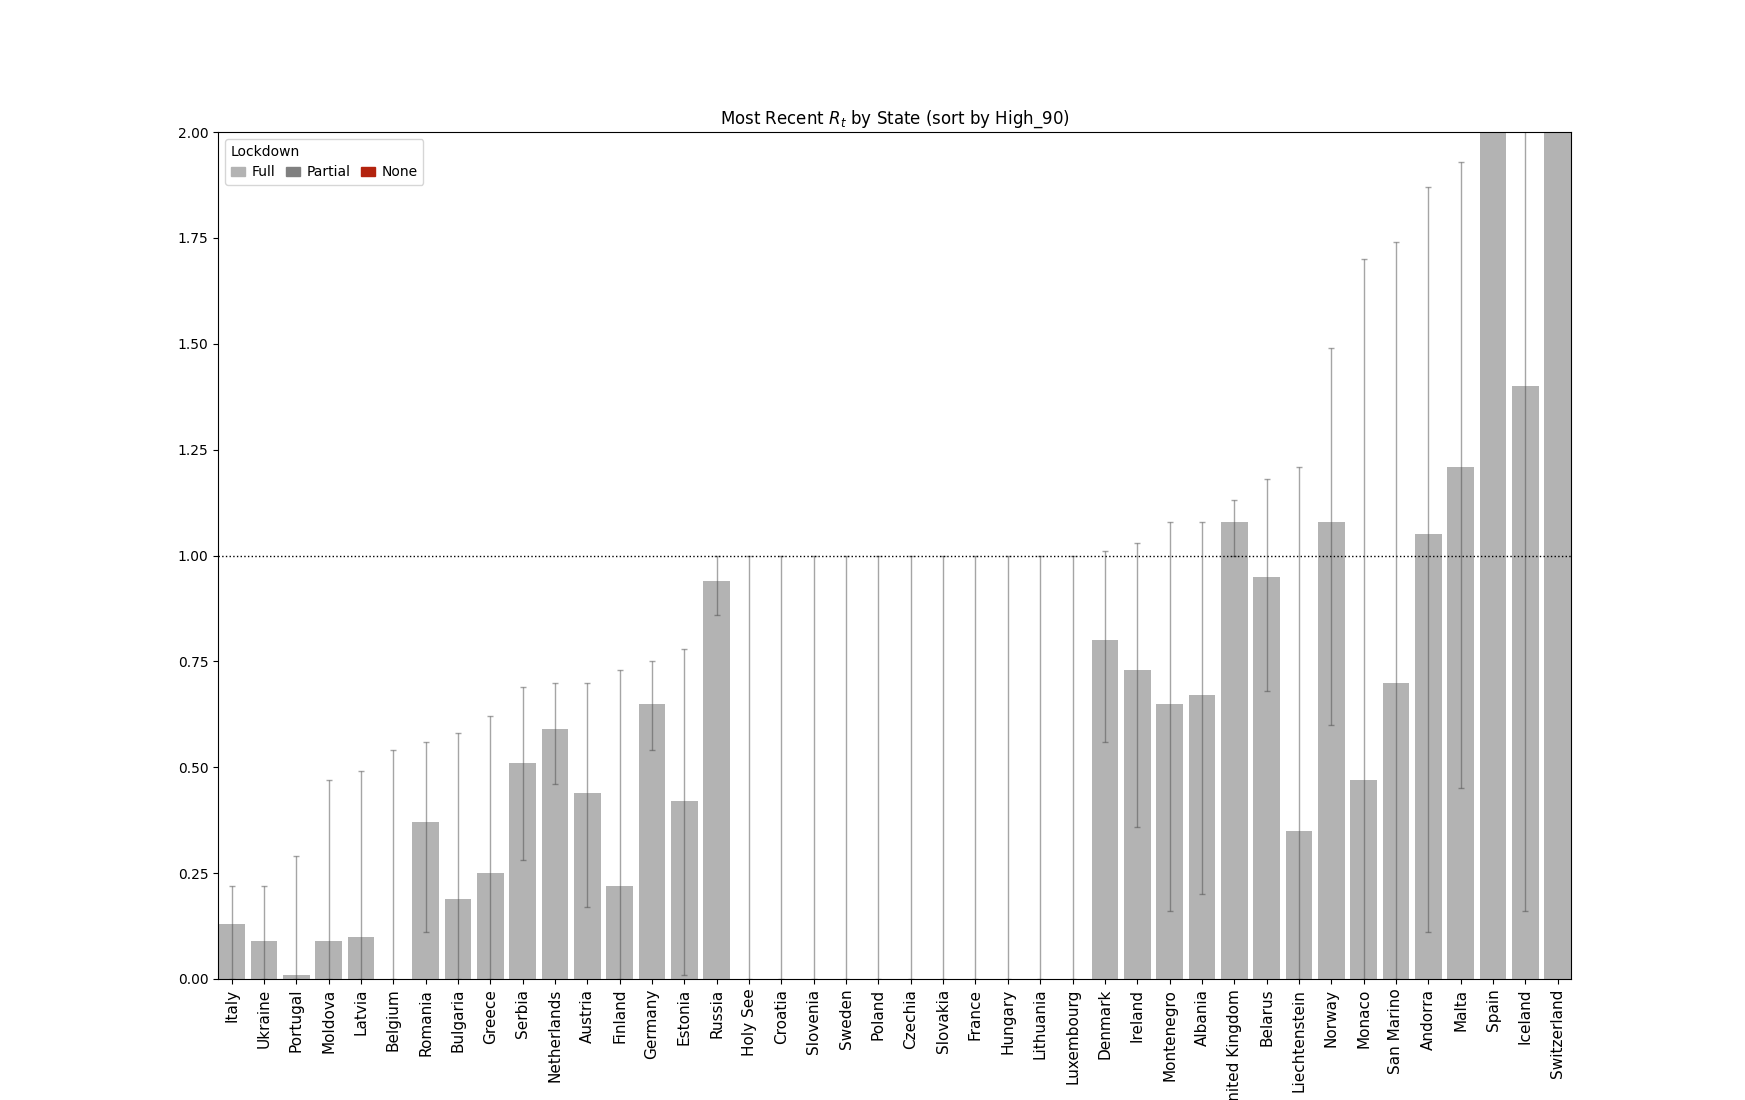 Most Recent R_t by State (sort by High_90)
Lockdown
Full Partial None
2.00
1.75
1.50
1.25
1.00
0.75
0.50
0.25
0.00
Italy
Ukraine
Portugal
Moldova
Latvia
Belgium
Romania
Bulgaria
Greece
Serbia
Netherlands
Austria
Finland
Germany
Estonia
Russia
Holy See
Croatia
Slovenia
Sweden
Poland
Czechia
Slovakia
France
Hungary
Lithuania
Luxembourg
Denmark
Ireland
Montenegro
Albania
nited Kingdom
Belarus
Liechtenstein
Norway
Monaco
San Marino
Andorra
Malta
Spain
Iceland
Switzerland